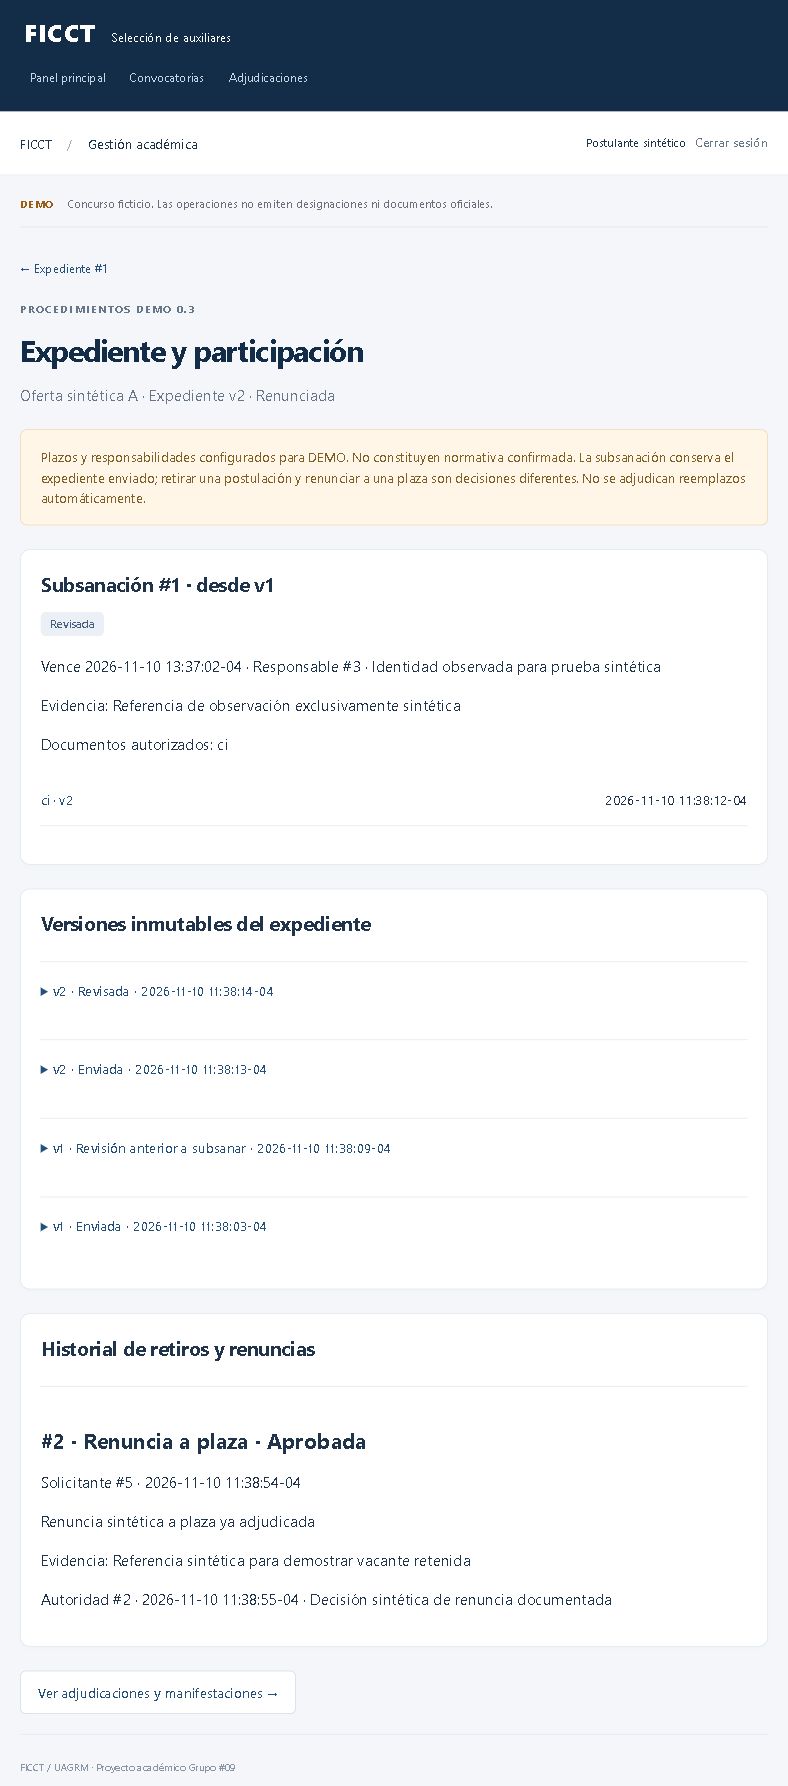 FICCT Selección de auxiliares
Panel principal Convocatorias Adjudicaciones
FICCT / Gestión académica Postulante sintético Cerrar sesión
DEMO Concurso ficticio. Las operaciones no emiten designaciones ni documentos oficiales.
← Expediente #1
PROCEDIMIENTOS DEMO 0.3
Expediente y participación
Oferta sintética A · Expediente v2 · Renunciada
Plazos y responsabilidades configurados para DEMO. No constituyen normativa confirmada. La subsanación conserva el
expediente enviado; retirar una postulación y renunciar a una plaza son decisiones diferentes. No se adjudican reemplazos
automáticamente.
Subsanación #1 · desde v1
Revisada
Vence 2026-11-10 13:37:02-04 · Responsable #3 · Identidad observada para prueba sintética
Evidencia: Referencia de observación exclusivamente sintética
Documentos autorizados: ci
ci · v2 2026-11-10 11:38:12-04
Versiones inmutables del expediente
▶ v2 · Revisada · 2026-11-10 11:38:14-04
▶ v2 · Enviada · 2026-11-10 11:38:13-04
▶ v1 · Revisión anterior a subsanar · 2026-11-10 11:38:09-04
▶ v1 · Enviada · 2026-11-10 11:38:03-04
Historial de retiros y renuncias
#2 · Renuncia a plaza · Aprobada
Solicitante #5 · 2026-11-10 11:38:54-04
Renuncia sintética a plaza ya adjudicada
Evidencia: Referencia sintética para demostrar vacante retenida
Autoridad #2 · 2026-11-10 11:38:55-04 · Decisión sintética de renuncia documentada
Ver adjudicaciones y manifestaciones →
FICCT / UAGRM · Proyecto académico Grupo #09